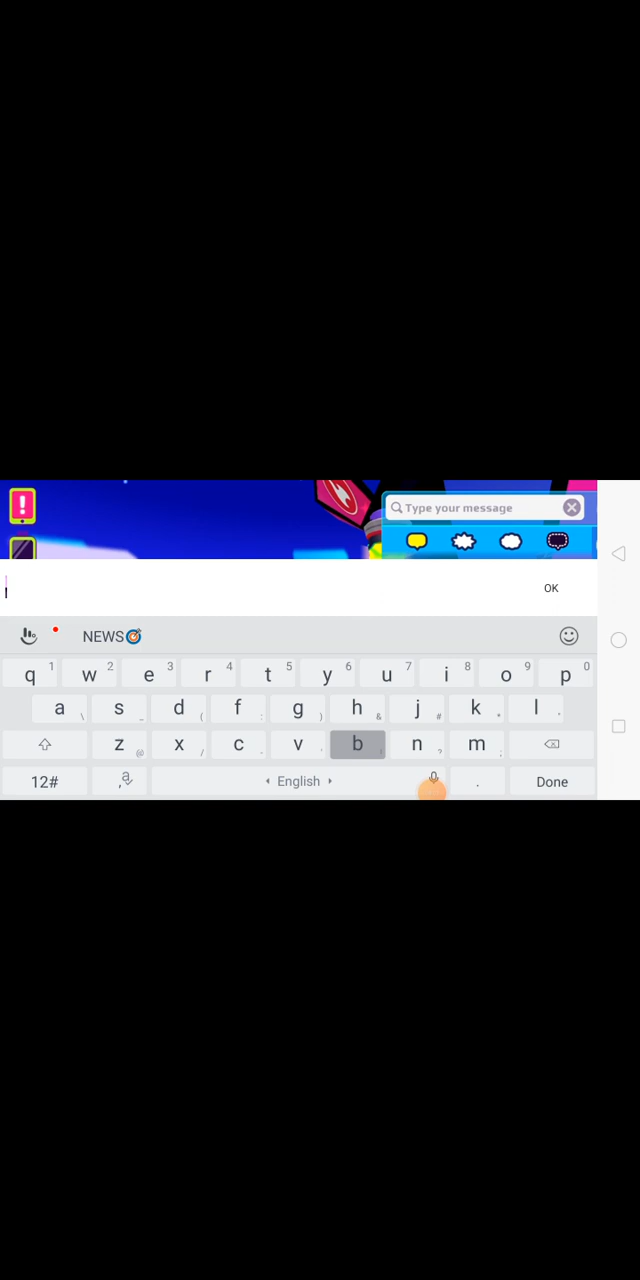 !
Type your message
OK
NEWS
q 1 w 2 e 3 r 4 t 5 y 6 u 7 i 8 o 9 p 0
a \ s _ d ( f : g ) h & j # k * l
z @ x / c v b n ? m ;
12# , English . Done